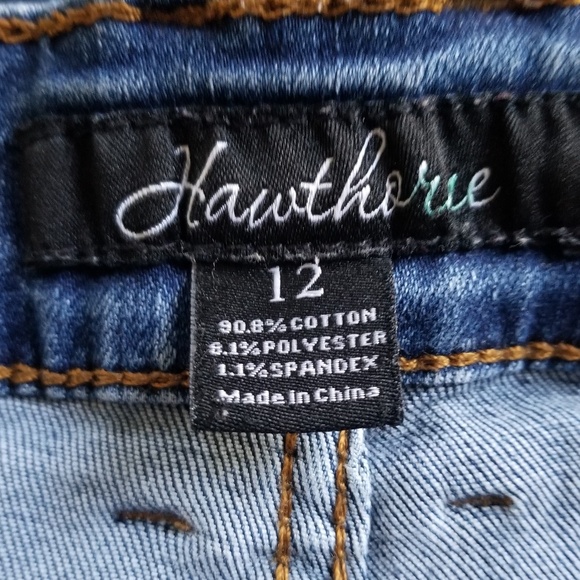 Hawthorne
12
90.8% COTTON
8.1% POLYESTER
1.1% SPANDEX
Made in China